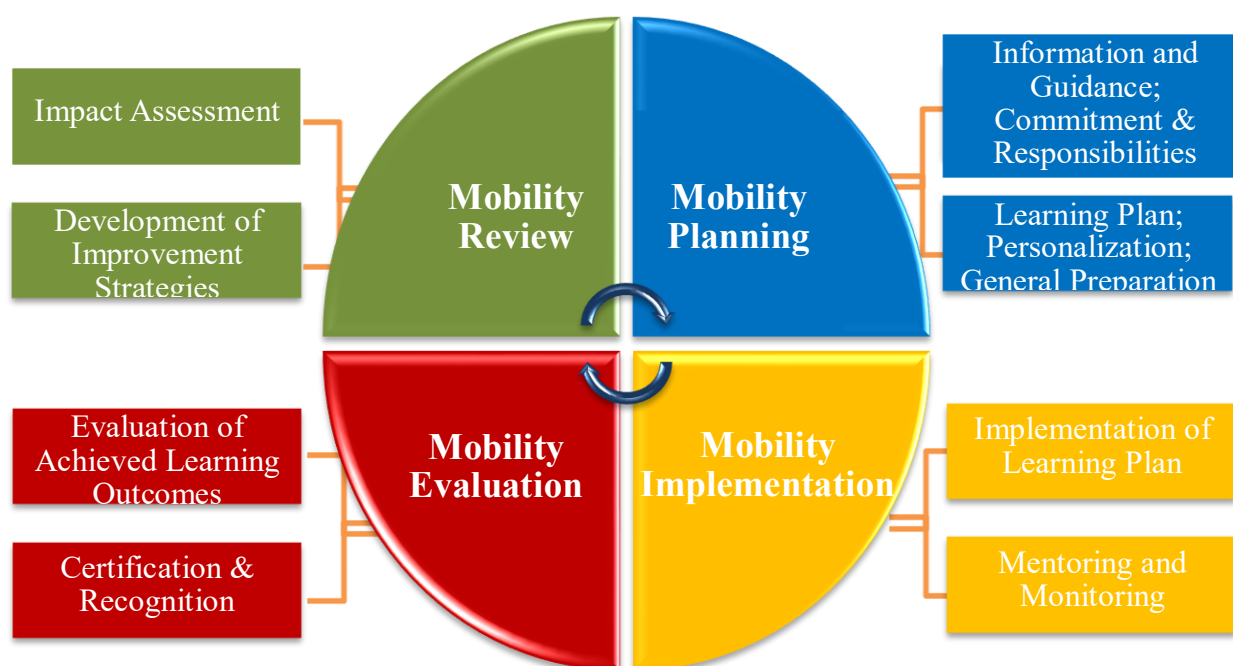 Impact Assessment
Development of
Improvement
Strategies
Mobility
Review
Mobility
Planning
Information and
Guidance;
Commitment &
Responsibilities
Learning Plan;
Personalization;
General Preparation
Evaluation of
Achieved Learning
Outcomes
Certification &
Recognition
Mobility
Evaluation
Mobility
Implementation
Implementation of
Learning Plan
Mentoring and
Monitoring